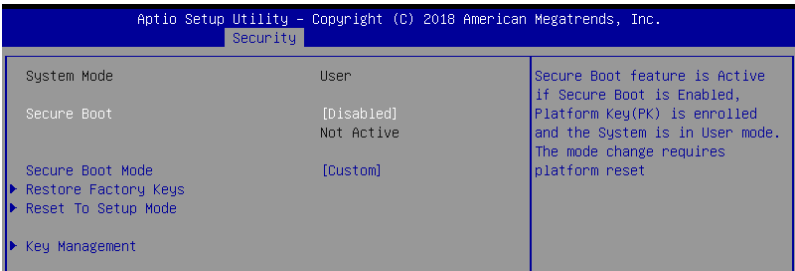 Aptio Setup Utility – Copyright (C) 2018 American Megatrends, Inc.
Security
System Mode User
Secure Boot [Disabled]
Not Active
Secure Boot Mode [Custom]
Restore Factory Keys
Reset To Setup Mode
Key Management
Secure Boot feature is Active
if Secure Boot is Enabled,
Platform Key(PK) is enrolled
and the System is in User mode.
The mode change requires
platform reset